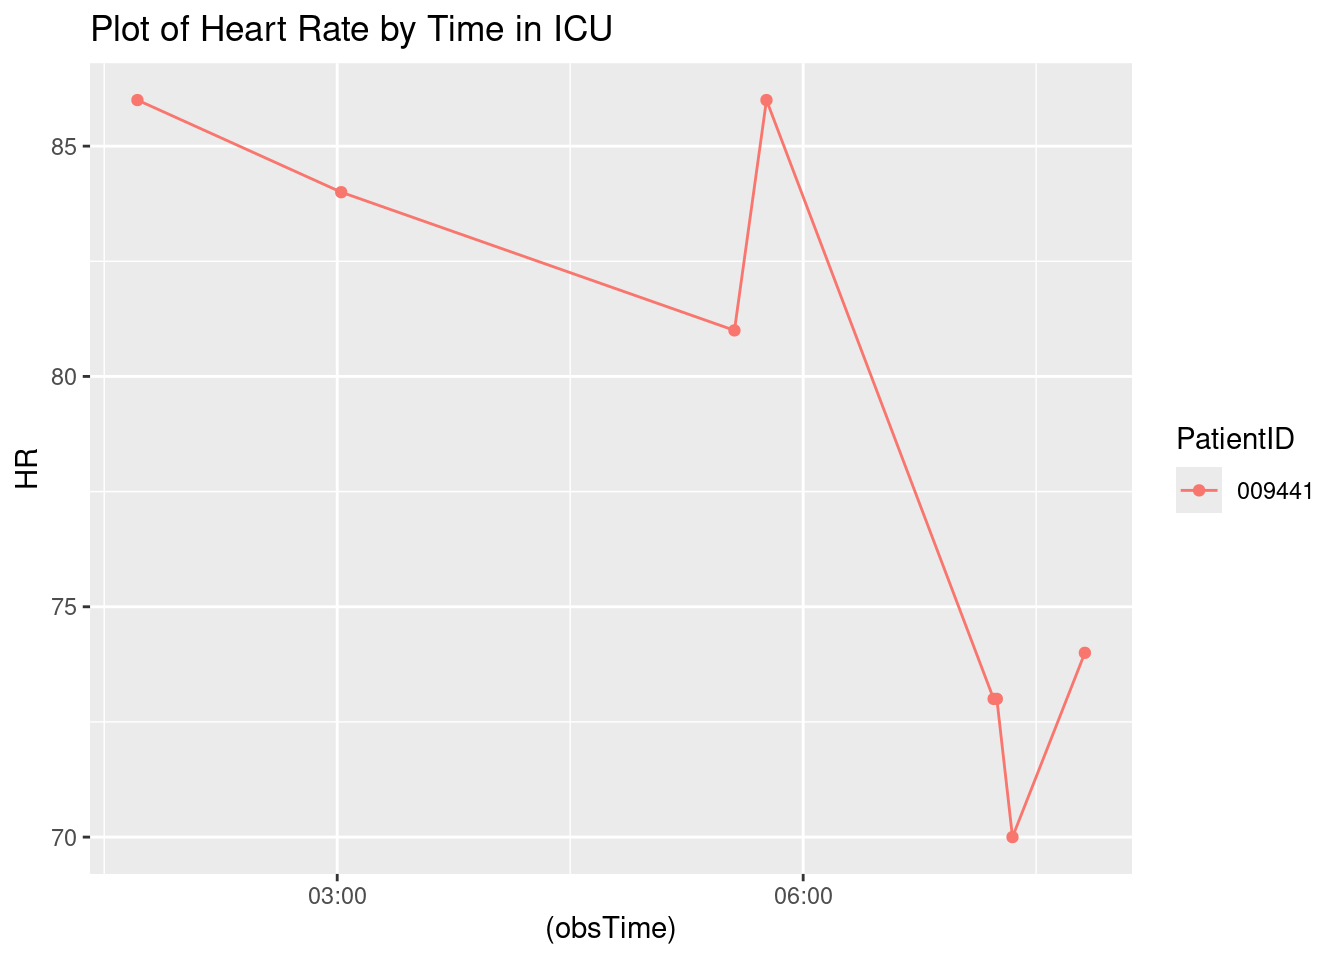 Plot of Heart Rate by Time in ICU
85
80
75
70
HR
03:00
06:00
(obsTime)
PatientID
009441